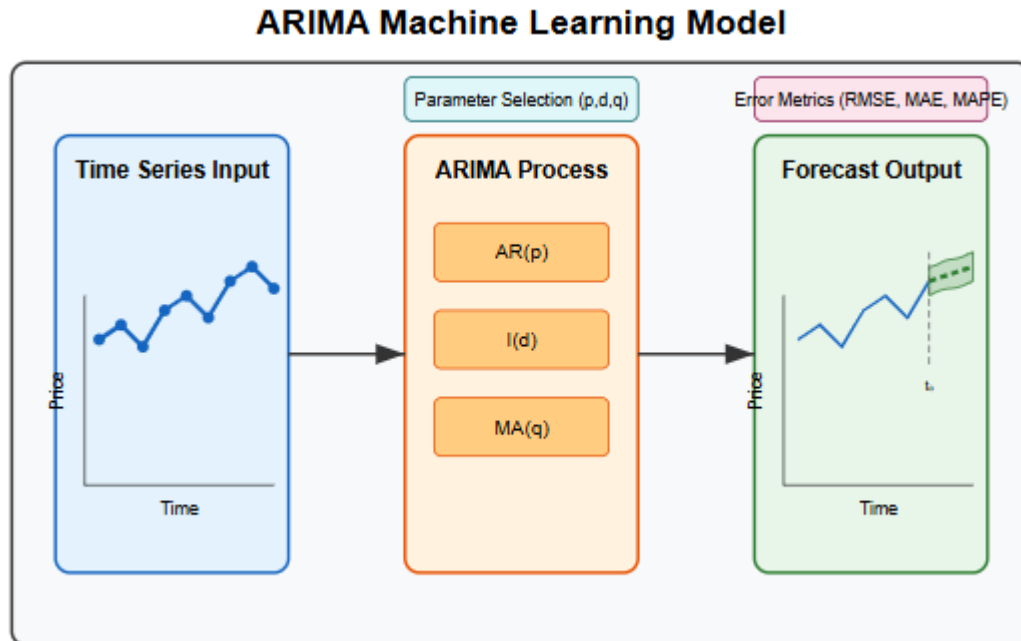 ARIMA Machine Learning Model
Parameter Selection (p,d,q)
Error Metrics (RMSE, MAE, MAPE)
Time Series Input
Price
Time
ARIMA Process
AR(p)
I(d)
MA(q)
Forecast Output
Price
Time